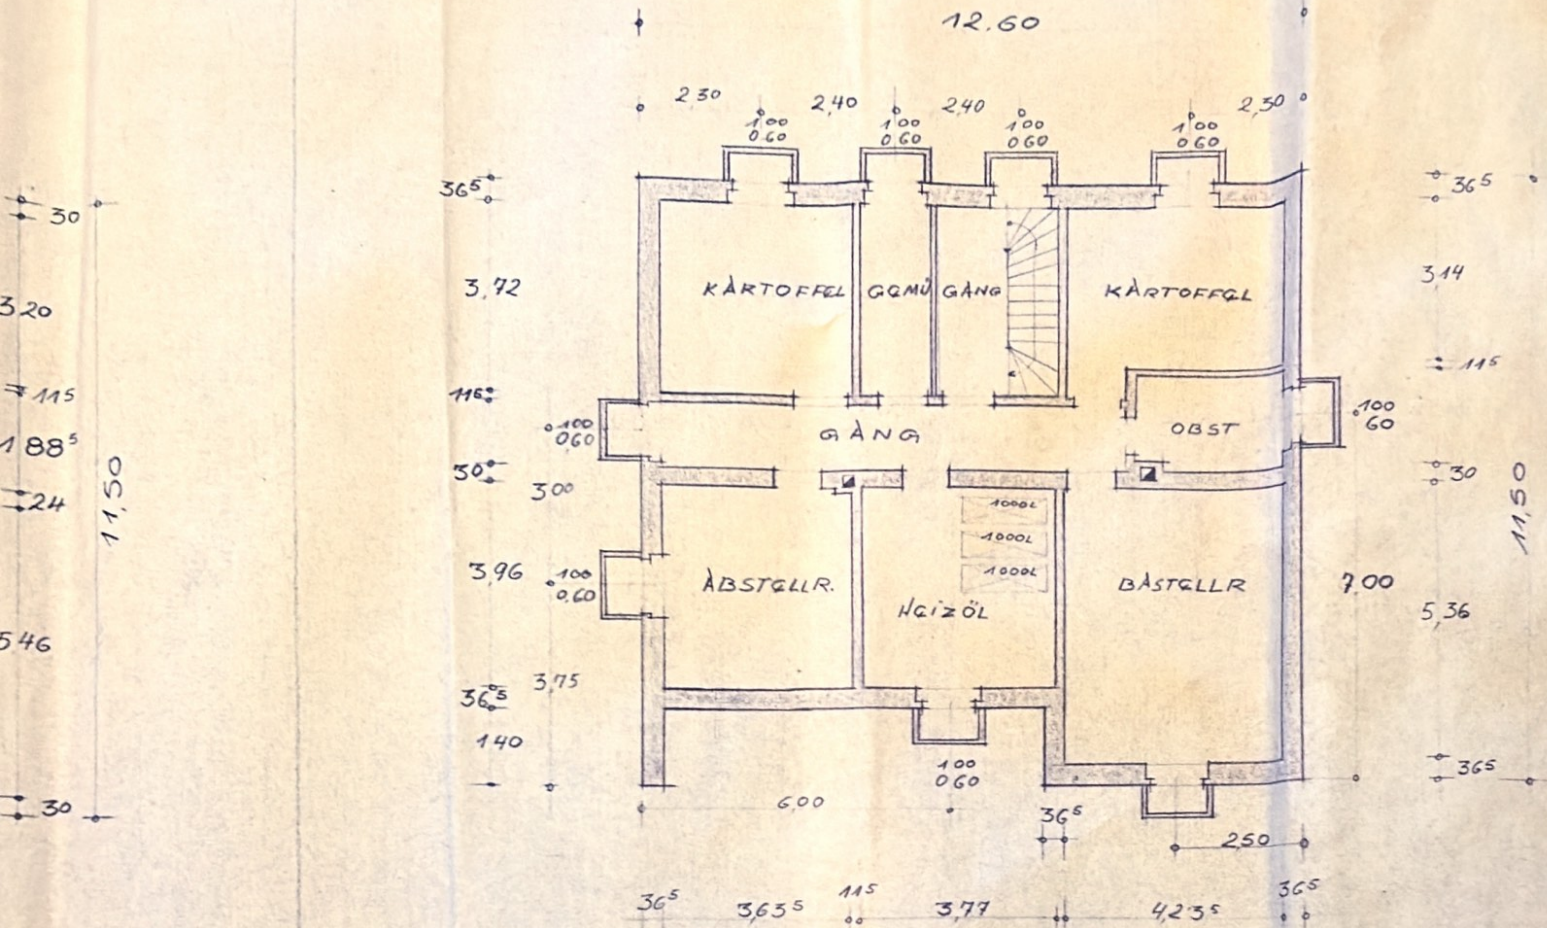 12.60
2,30 2,40 2,40 2,30
1,00 1,00 1,00 1,00
0,60 0,60 0,60 0,60
36⁵ 36⁵
30
3,72 3,14
KARTOFFEL GEMÜ GANG KARTOFFEL
3,20
11⁵ 11⁵ 11⁵
100 100
0,60 60
GANG OBST
1,88⁵
30 30
24 3,00
11,50 11,50
1000L
1000L
1000L
3,96 100 ABSTELLR. BASTELLR 7,00
0,60
HEIZÖL 5,36
5,46
3,75
36⁵
1,40
100
0,60
36⁵
30 6,00
36⁵
2,50
36⁵ 3,63⁵ 11⁵ 3,77 4,23⁵ 36⁵